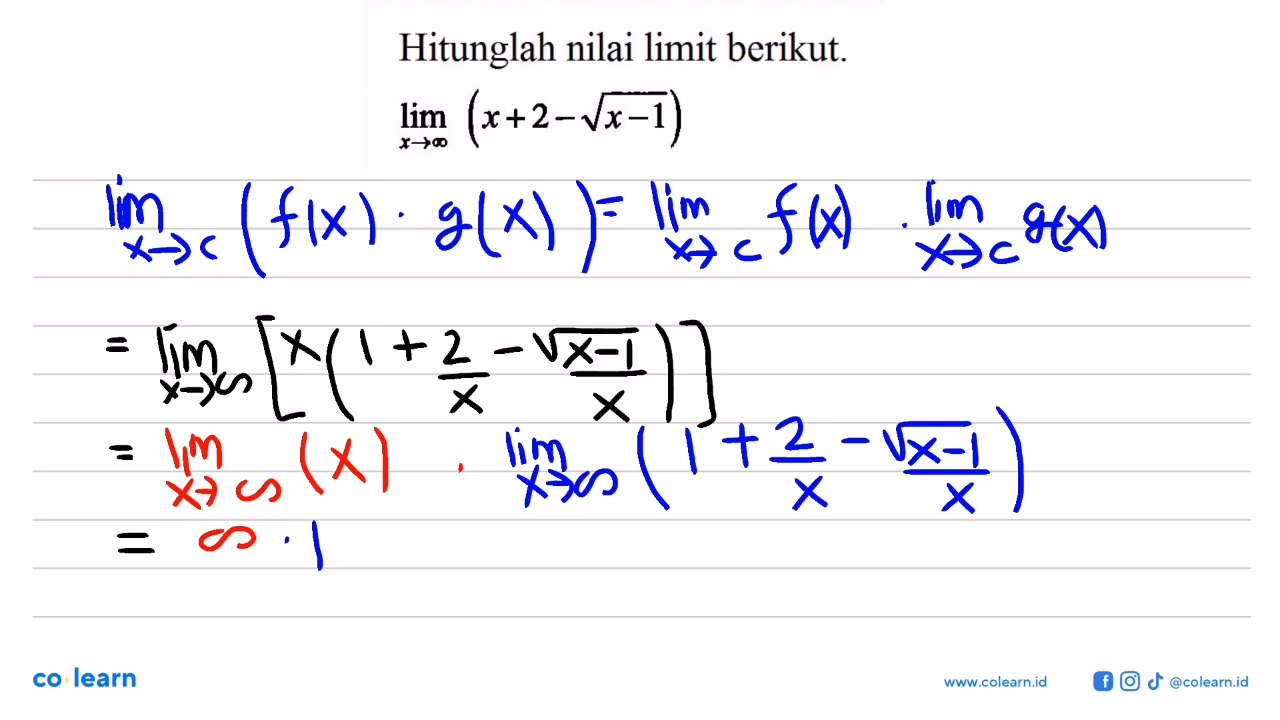 Hitunglah nilai limit berikut.
lim x→∞ (x+2−√(x−1))
lim x→c (f(x) · g(x)) = lim x→c f(x) · lim x→c g(x)
= lim x→∞ [x(1 + 2/x − √(x−1)/x)]
= lim x→∞ (x) · lim x→∞ (1 + 2/x − √(x−1)/x)
= ∞ · 1
co learn
www.colearn.id
@colearn.id